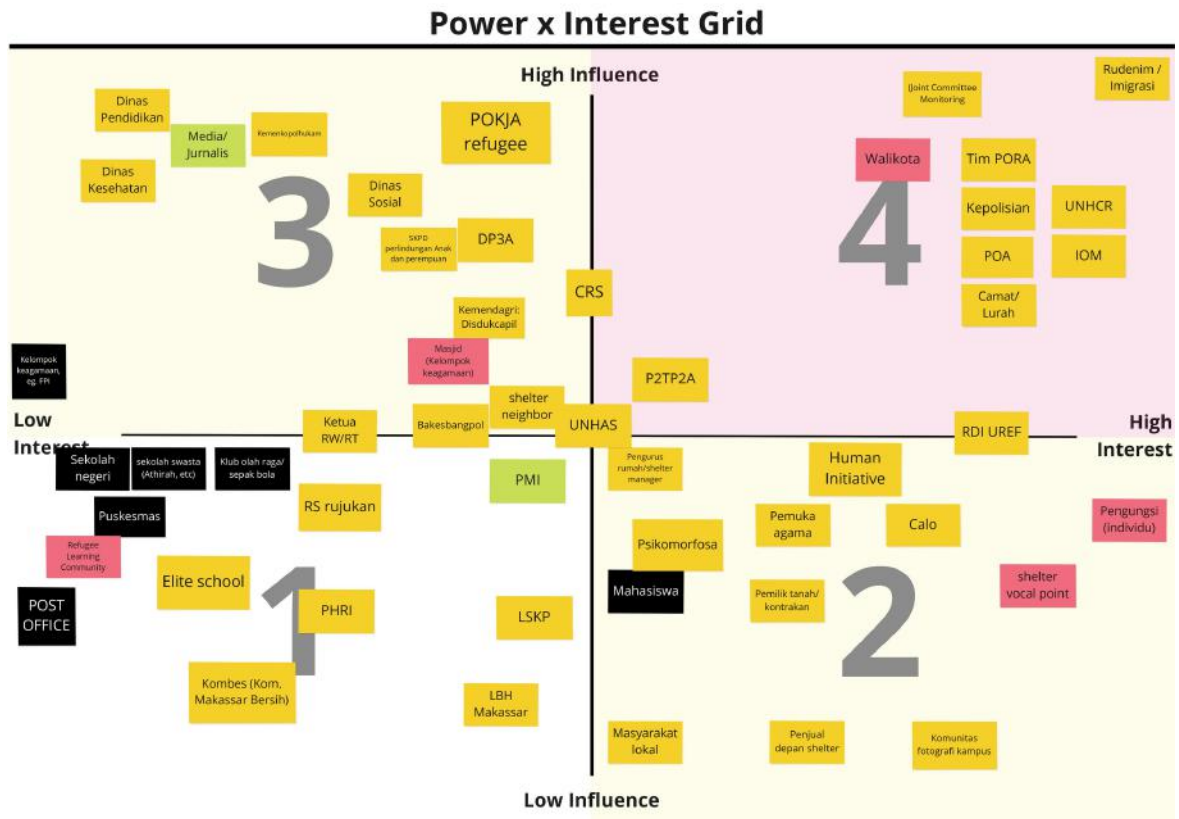 Power x Interest Grid
High Influence
Rudenim /
Imigrasi
(Joint Committee
Monitoring
Dinas
Pendidikan
Media/
Jurnalis
Kemenkopolhukam
POKJA
refugee
Walikota
Tim PORA
Dinas
Kesehatan
3
Dinas
Sosial
4
Kepolisian
UNHCR
SKPD
perlindungan Anak
dan perempuan
DP3A
POA
IOM
CRS
Camat/
Lurah
Kemendagri:
Disdukcapil
Masjid
(Kelompok
keagamaan)
Kelompok
keagamaan,
eg. FPI
P2TP2A
shelter
neighbor
Low
Interest
Ketua
RW/RT
Bakesbangpol
UNHAS
RDI UREF
High
Interest
Sekolah
negeri
sekolah swasta
(Athirah, etc)
Klub olah raga/
sepak bola
PMI
Pengurus
rumah/shelter
manager
Human
Initiative
Puskesmas
RS rujukan
Pemuka
agama
Calo
Pengungsi
(individu)
Psikomorfosa
Refugee
Learning
Community
Elite school
1
Mahasiswa
Pemilik tanah/
kontrakan
2
shelter
vocal point
POST
OFFICE
PHRI
LSKP
Kombes (Kom,
Makassar Bersih)
LBH
Makassar
Masyarakat
lokal
Penjual
depan shelter
Komunitas
fotografi kampus
Low Influence